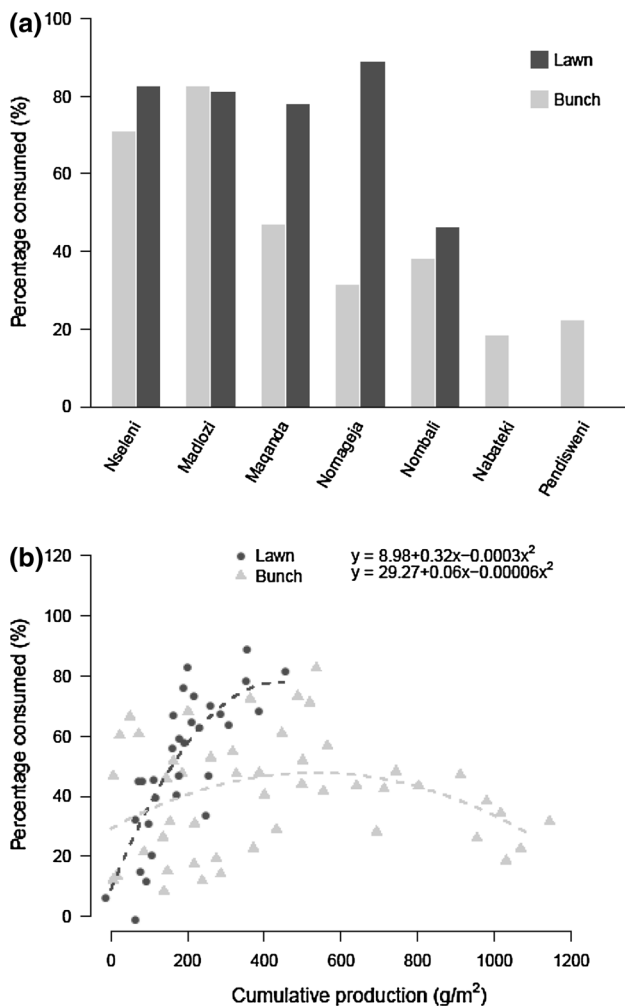 (a)
100
80
60
40
20
0
Percentage consumed (%)
Lawn
Bunch
Nseleni
Madlozi
Maqanda
Nomageja
Nombali
Nabateki
Pendisweni
(b)
120
100
80
60
40
20
0
Percentage consumed (%)
Lawn y = 8.98+0.32x−0.0003x²
Bunch y = 29.27+0.06x−0.00006x²
0 200 400 600 800 1000 1200
Cumulative production (g/m²)